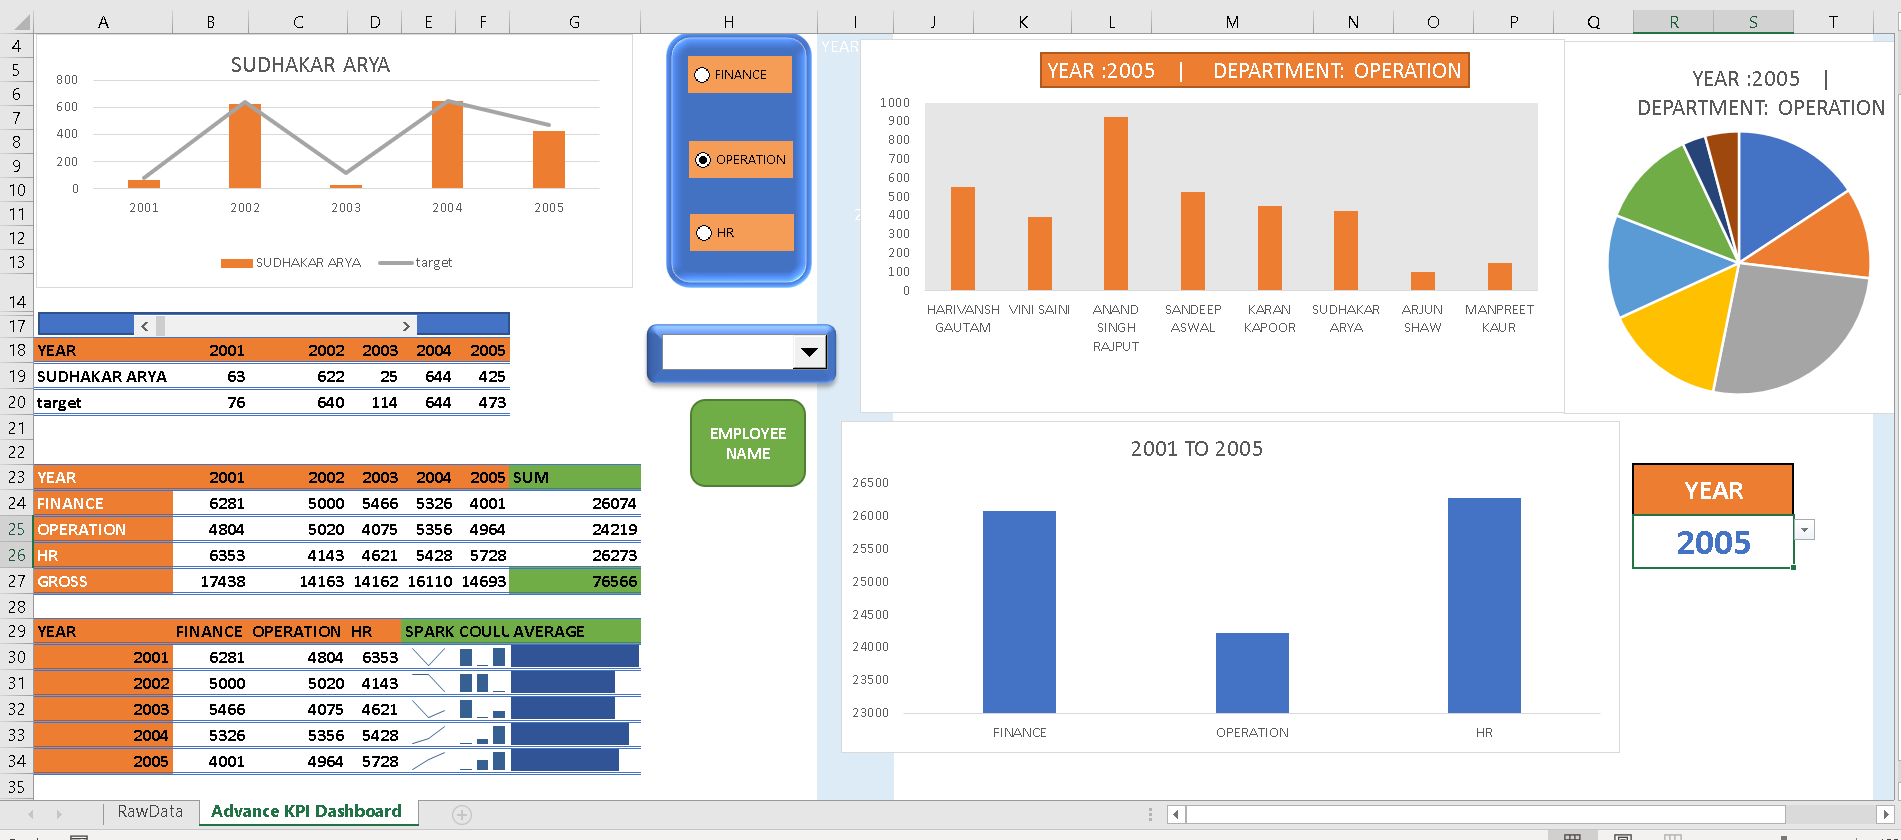 A B C D E F G H I J K L M N O P Q R S T
4
5
6
7
8
9
10
11
12
13
14
17
18
19
20
21
22
23
24
25
26
27
28
29
30
31
32
33
34
35
SUDHAKAR ARYA
800
600
400
200
0
2001 2002 2003 2004 2005
SUDHAKAR ARYA target
YEAR 2001 2002 2003 2004 2005
SUDHAKAR ARYA 63 622 25 644 425
target 76 640 114 644 473
YEAR 2001 2002 2003 2004 2005 SUM
FINANCE 6281 5000 5466 5326 4001 26074
OPERATION 4804 5020 4075 5356 4964 24219
HR 6353 4143 4621 5428 5728 26273
GROSS 17438 14163 14162 16110 14693 76566
YEAR FINANCE OPERATION HR SPARK COULU AVERAGE
2001 6281 4804 6353
2002 5000 5020 4143
2003 5466 4075 4621
2004 5326 5356 5428
2005 4001 4964 5728
FINANCE
OPERATION
HR
EMPLOYEE
NAME
YEAR
2
YEAR :2005 | DEPARTMENT: OPERATION
1000
900
800
700
600
500
400
300
200
100
0
HARIVANSH VINI SAINI ANAND SANDEEP KARAN SUDHAKAR ARJUN MANPREET
GAUTAM SINGH ASWAL KAPOOR ARYA SHAW KAUR
RAJPUT
YEAR :2005 |
DEPARTMENT: OPERATION
2001 TO 2005
26500
26000
25500
25000
24500
24000
23500
23000
FINANCE OPERATION HR
YEAR
2005
RawData Advance KPI Dashboard